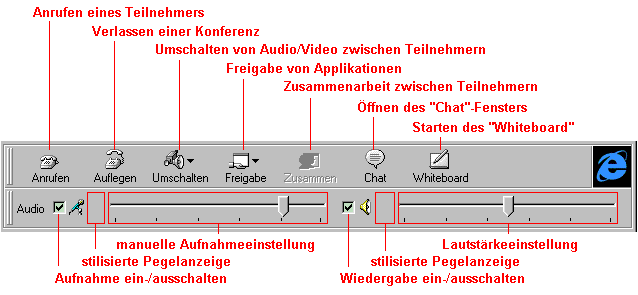 Anrufen eines Teilnehmers
Verlassen einer Konferenz
Umschalten von Audio/Video zwischen Teilnehmern
Freigabe von Applikationen
Zusammenarbeit zwischen Teilnehmern
Öffnen des "Chat"-Fensters
Starten des "Whiteboard"
Anrufen Auflegen Umschalten Freigabe Zusammen Chat Whiteboard
Audio
manuelle Aufnahmeeinstellung Lautstärkeeinstellung
stilisierte Pegelanzeige stilisierte Pegelanzeige
Aufnahme ein-/ausschalten Wiedergabe ein-/ausschalten